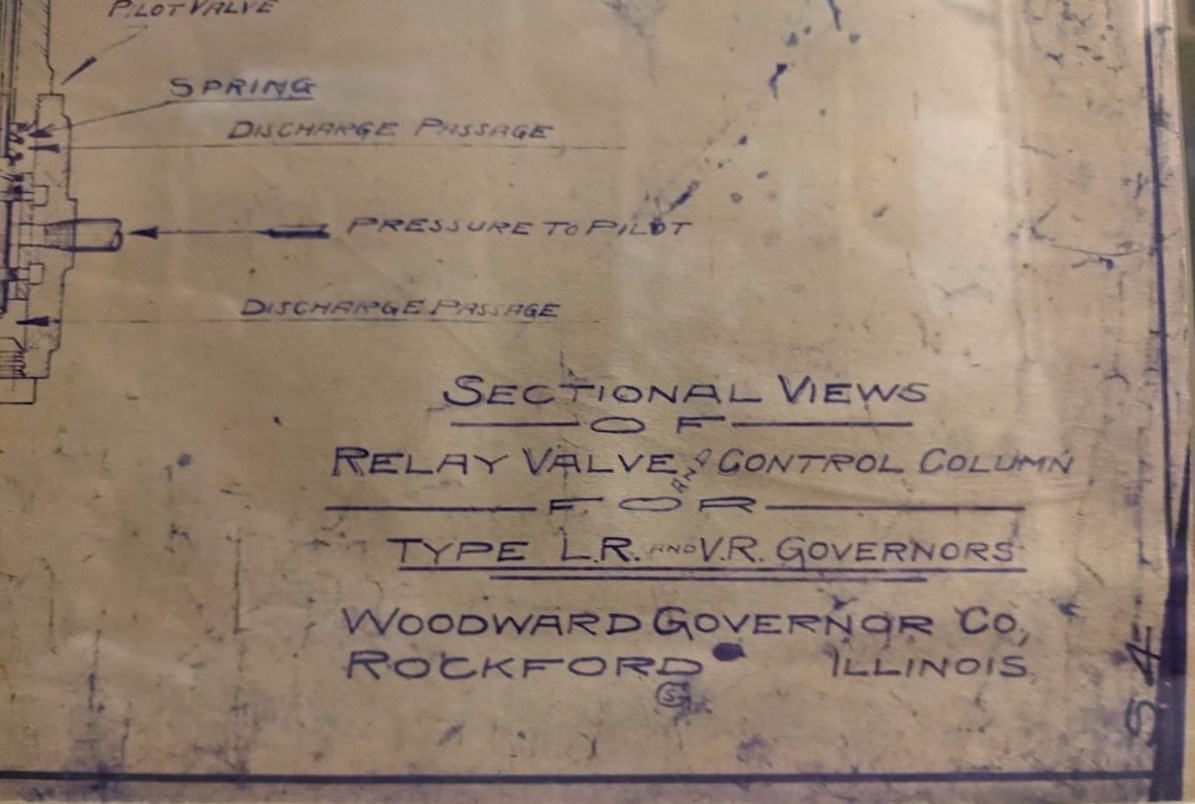 PILOT VALVE
SPRING
DISCHARGE PASSAGE
PRESSURE TO PILOT
DISCHARGE PASSAGE
SECTIONAL VIEWS
OF
RELAY VALVE AND CONTROL COLUMN
FOR
TYPE L.R. AND V.R. GOVERNORS
WOODWARD GOVERNOR CO,
ROCKFORD ILLINOIS
S
S4